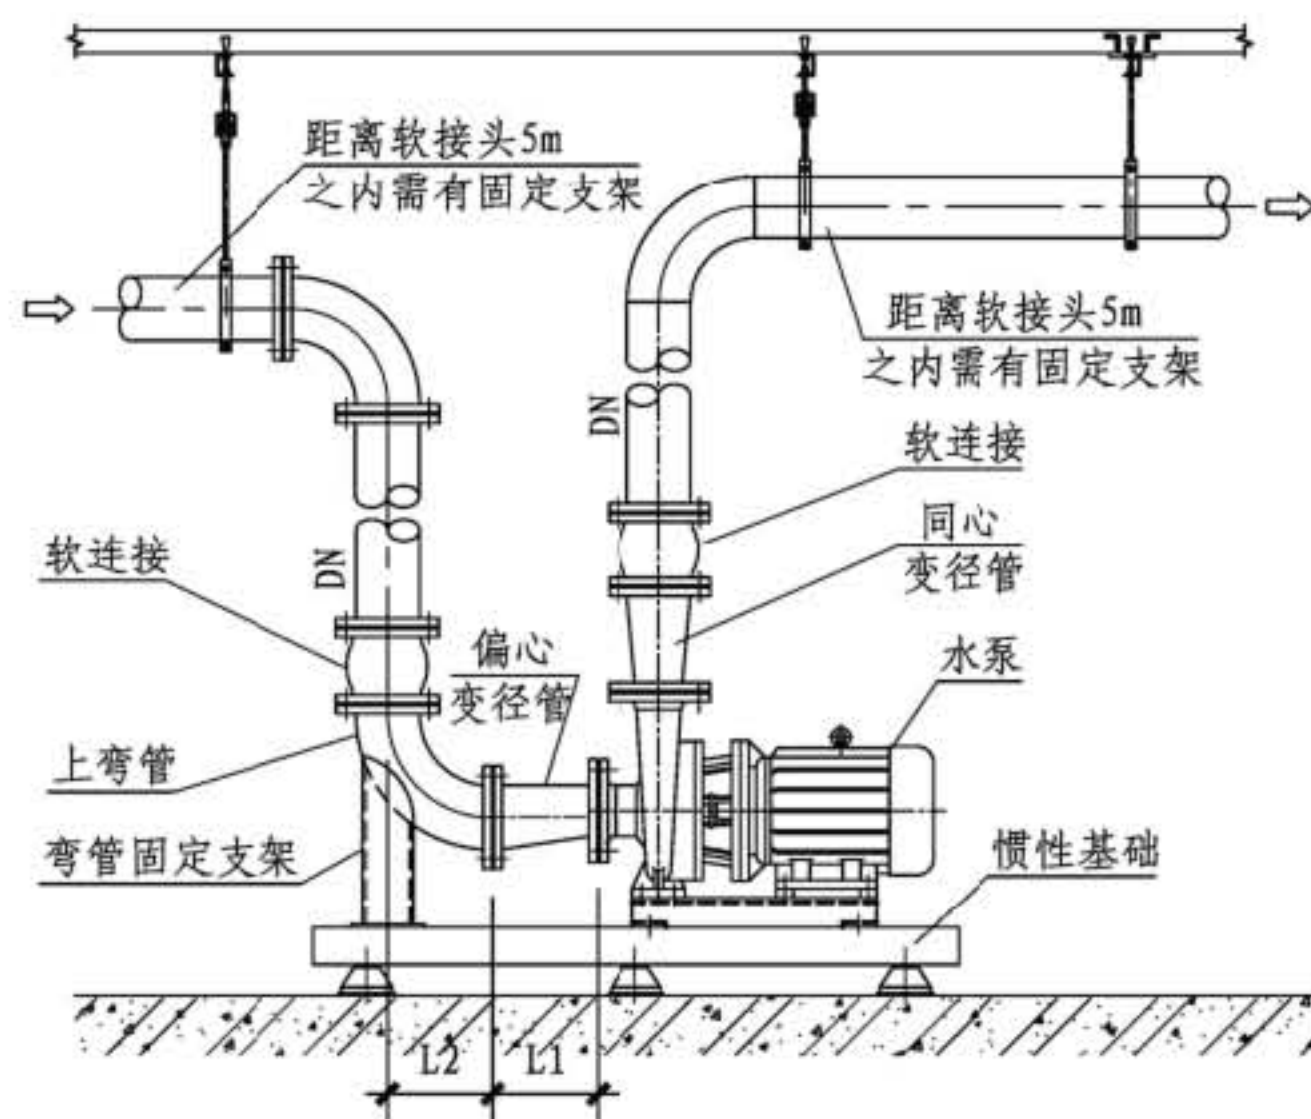 距离软接头5m
之内需有固定支架
距离软接头5m
之内需有固定支架
DN
软连接
同心
变径管
软连接
DN
偏心
变径管
水泵
上弯管
弯管固定支架
惯性基础
L2
L1